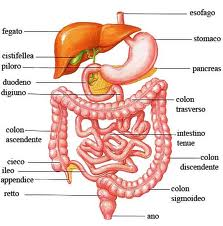 esofago
fegato
stomaco
cistifellea
piloro
pancreas
duodeno
digiuno
colon
trasverso
colon
ascendente
intestino
tenue
colon
discendente
cieco
ileo
appendice
colon
sigmoideo
retto
ano